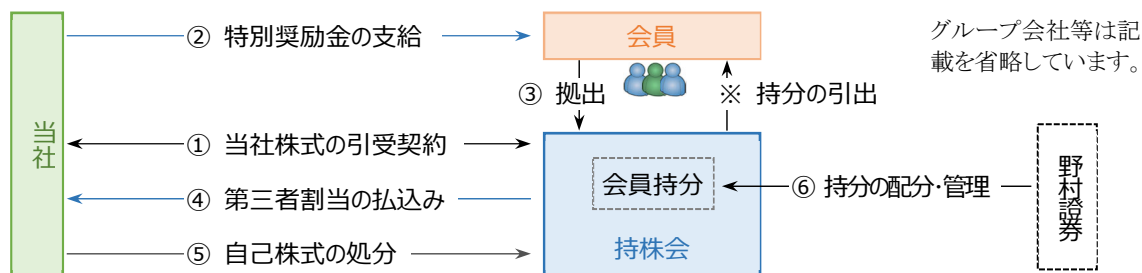 ② 特別奨励金の支給
会員
グループ会社等は記
載を省略しています。
③ 拠出
※ 持分の引出
当社
① 当社株式の引受契約
会員持分
⑥ 持分の配分・管理
野村證券
④ 第三者割当の払込み
⑤ 自己株式の処分
持株会